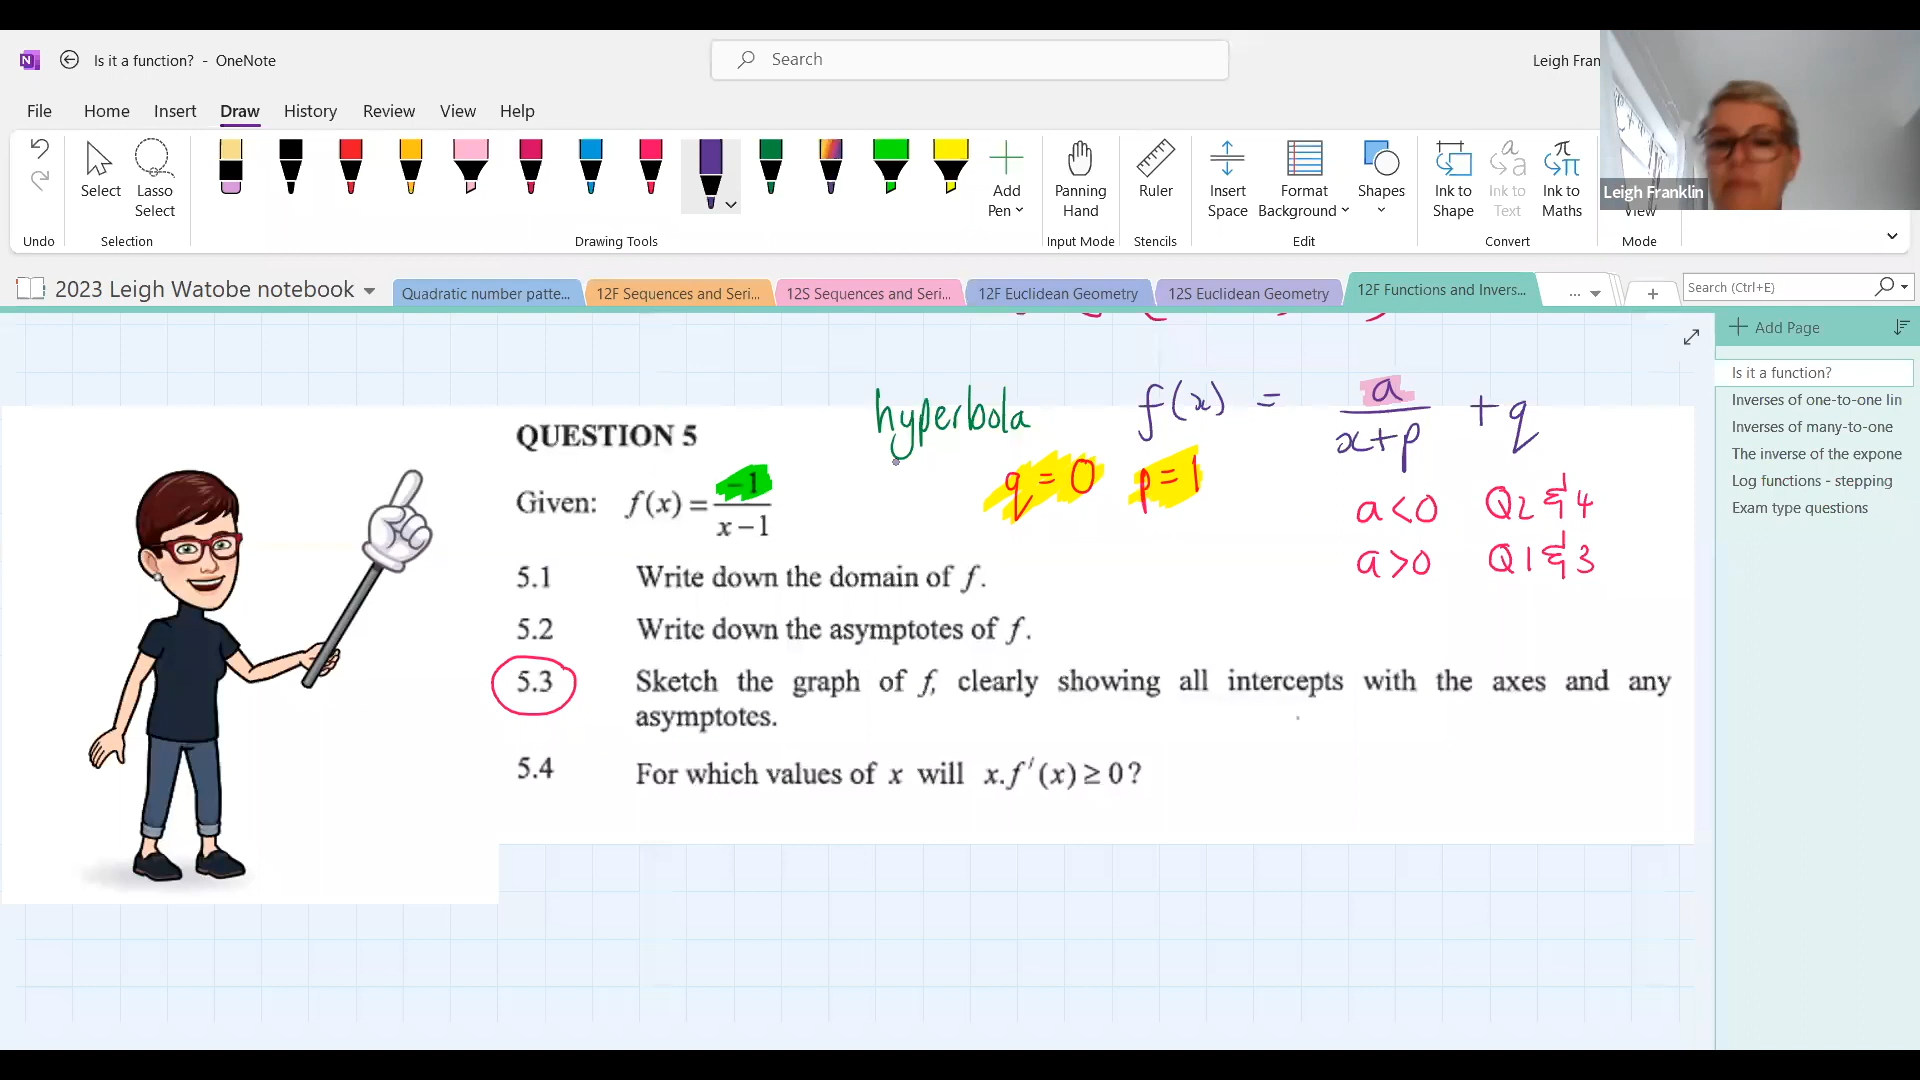 Is it a function? - OneNote
Search
Leigh Fran
File Home Insert Draw History Review View Help
Undo
Select
Lasso Select
Selection
Drawing Tools
Add Pen
Panning Hand
Input Mode
Ruler
Stencils
Insert Space
Format Background
Shapes
Edit
Ink to Shape
Ink to Text
Ink to Maths
Convert
View
Mode
Leigh Franklin
2023 Leigh Watobe notebook
Quadratic number patte...
12F Sequences and Seri...
12S Sequences and Seri...
12F Euclidean Geometry
12S Euclidean Geometry
12F Functions and Invers...
...
Search (Ctrl+E)
Add Page
Is it a function?
Inverses of one-to-one lin
Inverses of many-to-one
The inverse of the expone
Log functions - stepping
Exam type questions
hyperbola
f(x) = a/(x+p) + q
q = 0 p = 1
a < 0 Q2 & 4
a > 0 Q1 & 3
QUESTION 5
Given: f(x) = -1/(x-1)
5.1 Write down the domain of f.
5.2 Write down the asymptotes of f.
5.3 Sketch the graph of f, clearly showing all intercepts with the axes and any
asymptotes.
5.4 For which values of x will x.f'(x) ≥ 0?